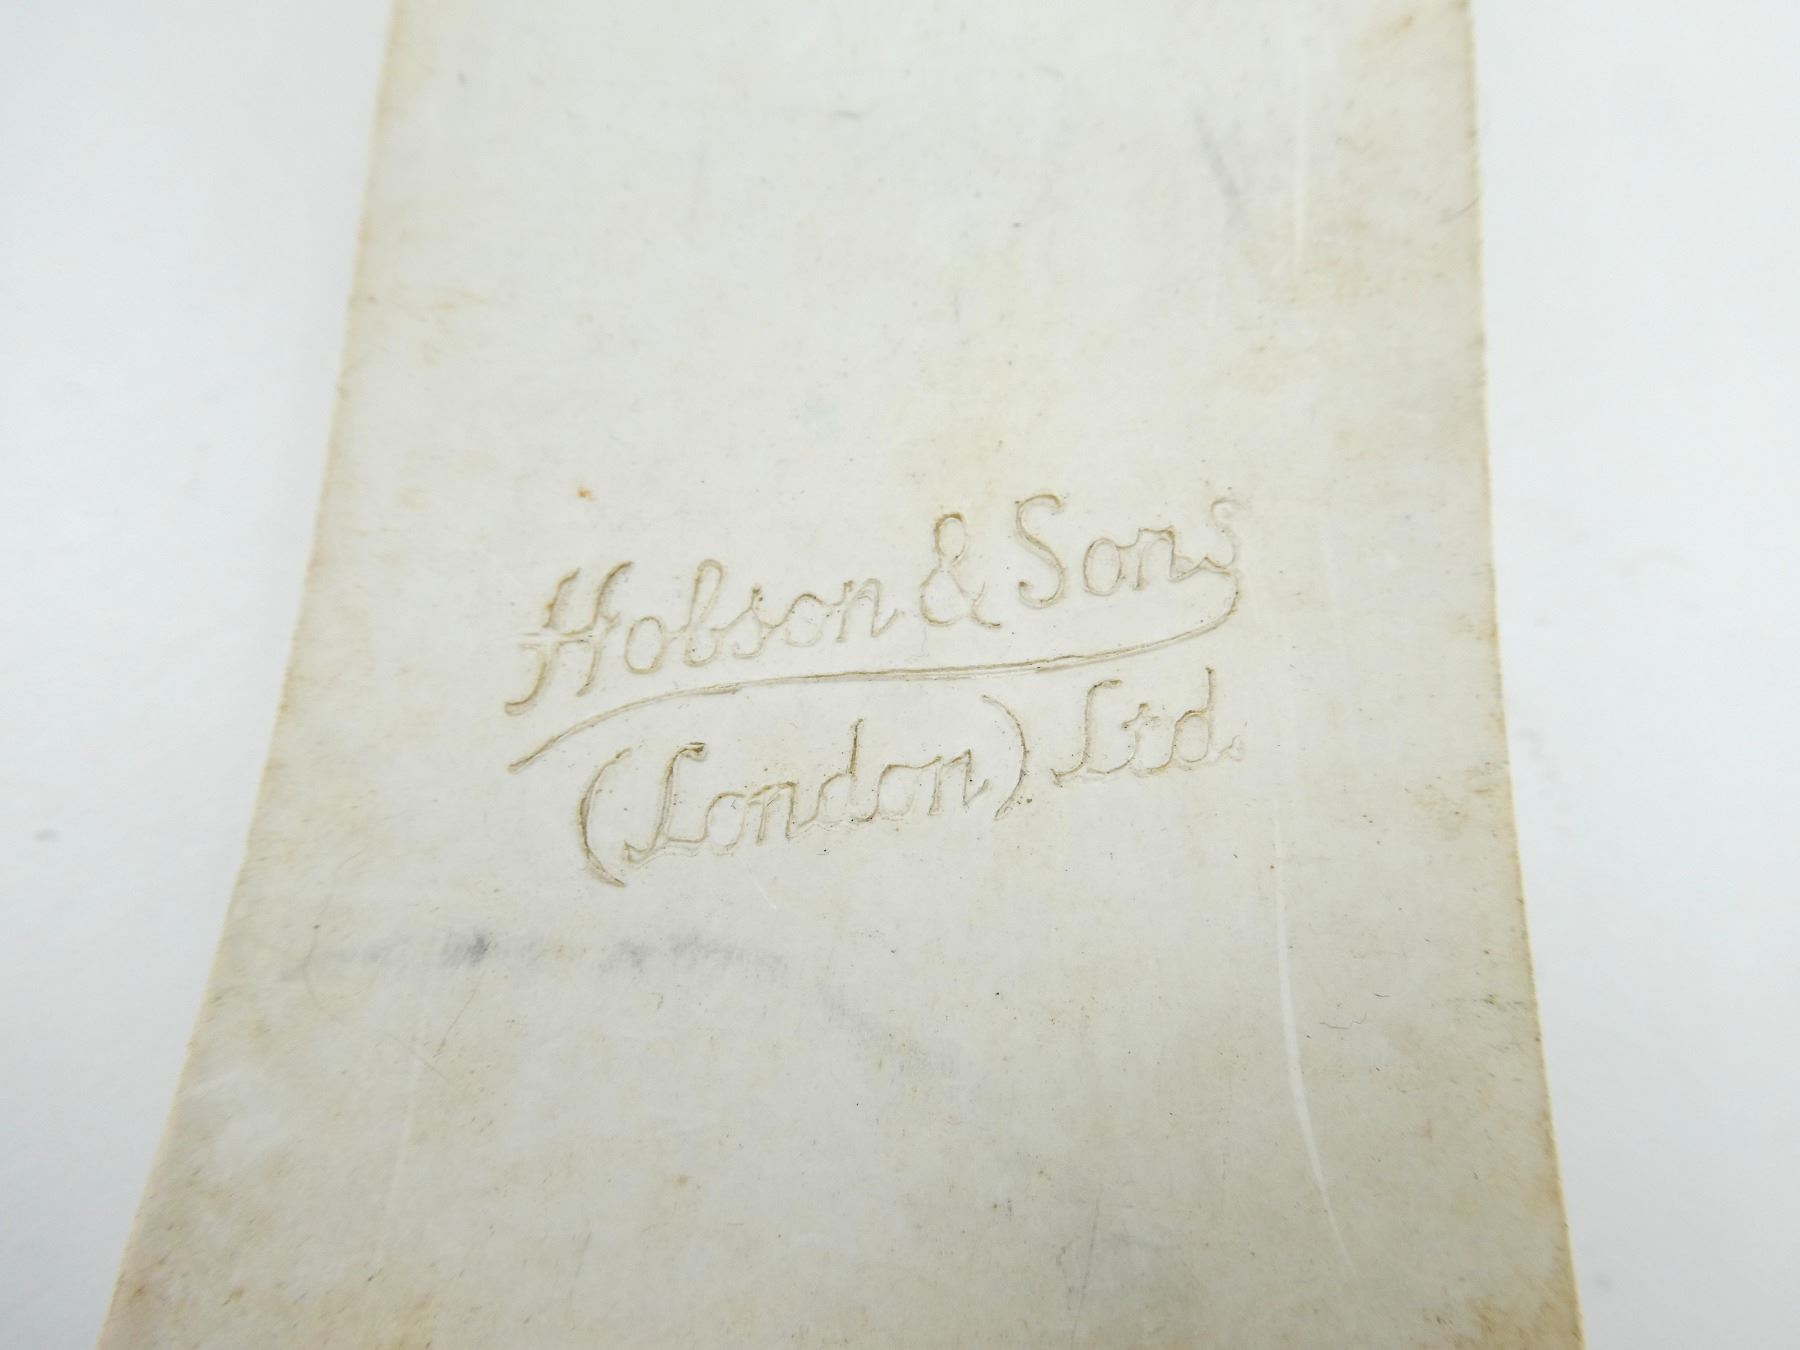 Hobson & Sons
(London) Ltd.